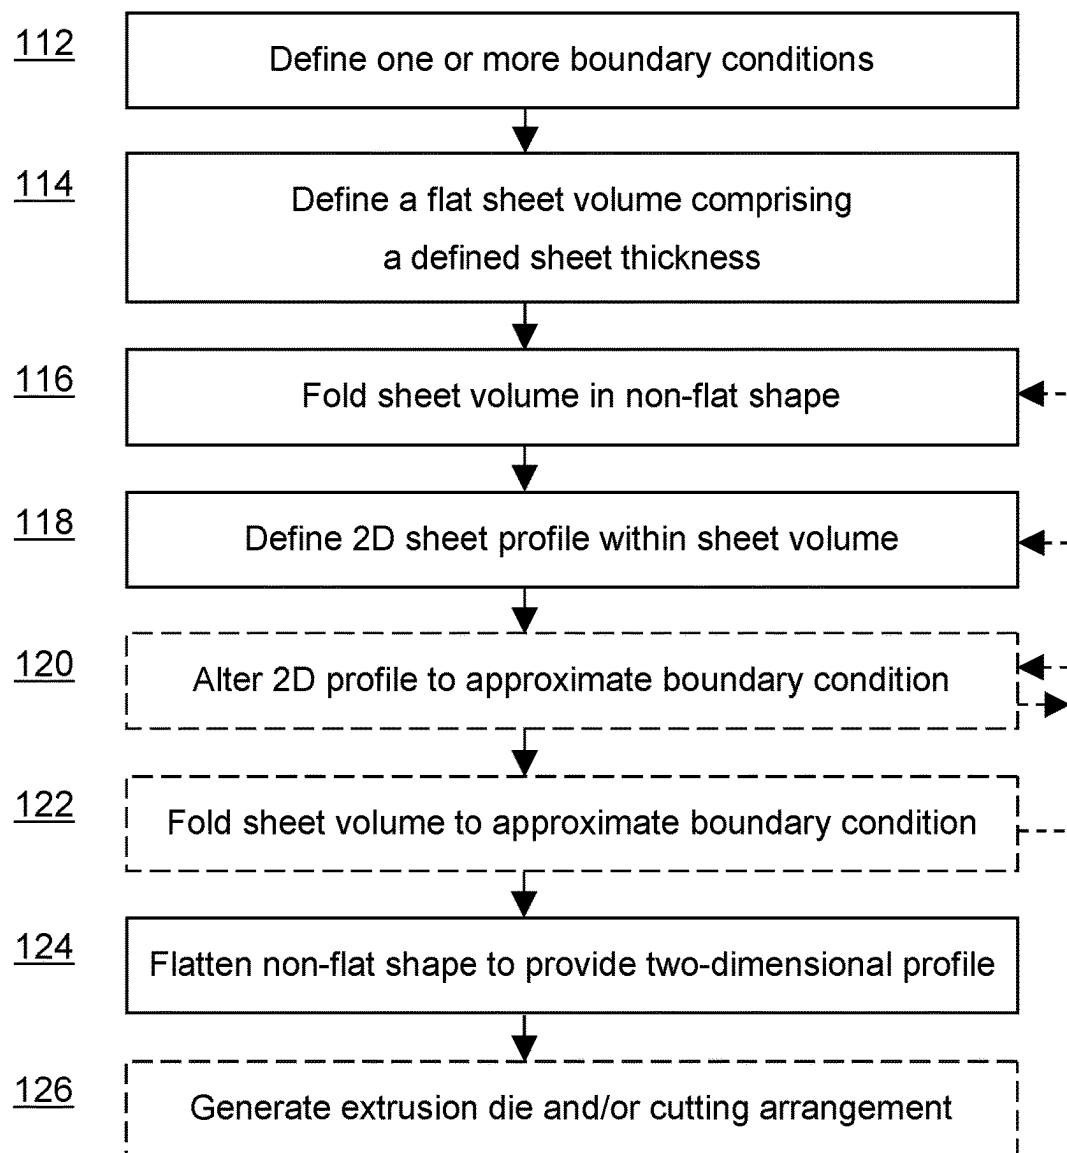 112
Define one or more boundary conditions
114
Define a flat sheet volume comprising
a defined sheet thickness
116
Fold sheet volume in non-flat shape
118
Define 2D sheet profile within sheet volume
120
Alter 2D profile to approximate boundary condition
122
Fold sheet volume to approximate boundary condition
124
Flatten non-flat shape to provide two-dimensional profile
126
Generate extrusion die and/or cutting arrangement